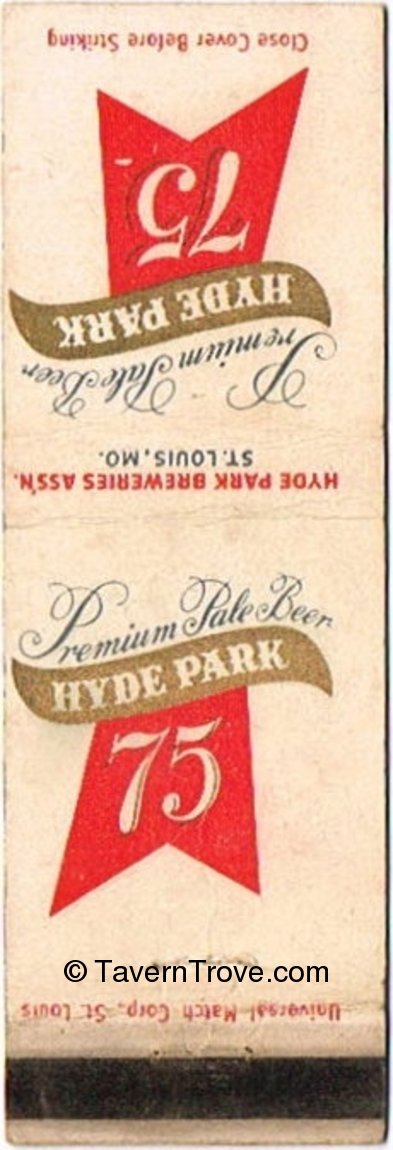 Close Cover Before Striking
75
HYDE PARK
Premium Pale Beer
ST. LOUIS, MO.
HYDE PARK BREWERIES ASS'N.
Premium Pale Beer
HYDE PARK
75
© TavernTrove.com
Universal Match Corp., St. Louis